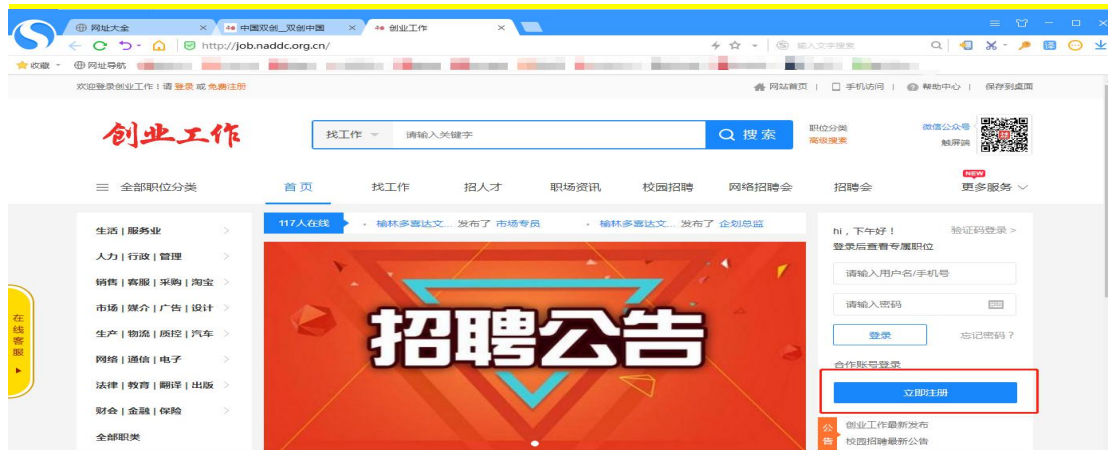 网址大全 × 中国双创_双创中国 × 创业工作 ×
http://job.naddc.org.cn/ 输入文字搜索
收藏 网址导航
欢迎登录创业工作！请 登录 或 免费注册 网站首页 | 手机访问 | 帮助中心 | 保存到桌面
创业工作 找工作 请输入关键字 搜索 职位分类 微信公众号
高级搜索 触屏端
NEW
全部职位分类 首页 找工作 招人才 职场资讯 校园招聘 网络招聘会 招聘会 更多服务
117人在线 · 榆林多喜达文... 发布了 市场专员 · 榆林多喜达文... 发布了 企划总监
生活 | 服务业 >
人力 | 行政 | 管理 >
销售 | 客服 | 采购 | 淘宝 >
市场 | 媒介 | 广告 | 设计 >
生产 | 物流 | 质控 | 汽车 >
网络 | 通信 | 电子 >
法律 | 教育 | 翻译 | 出版 >
财会 | 金融 | 保险 >
全部职类
在线客服
招聘公告
hi，下午好！ 验证码登录 >
登录后查看专属职位
请输入用户名/手机号
请输入密码
登录 忘记密码？
合作账号登录
立即注册
公告
创业工作最新发布
校园招聘最新公告